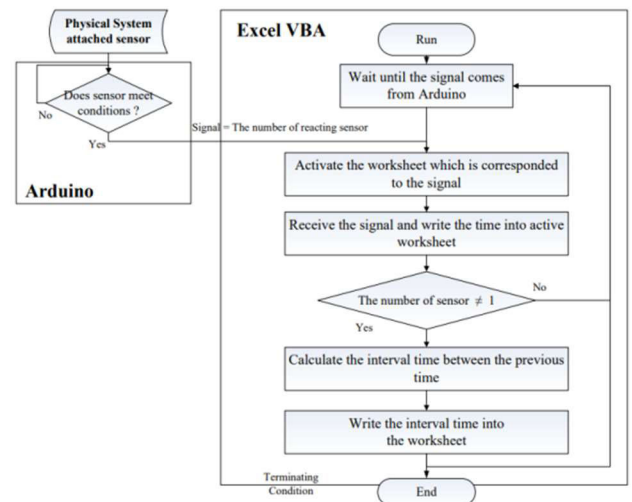 Physical System
attached sensor
Does sensor meet
conditions ?
No
Yes
Arduino
Signal = The number of reacting sensor
Excel VBA
Run
Wait until the signal comes
from Arduino
Activate the worksheet which is corresponded
to the signal
Receive the signal and write the time into active
worksheet
The number of sensor ≠ 1
No
Yes
Calculate the interval time between the previous
time
Write the interval time into
the worksheet
Terminating
Condition
End